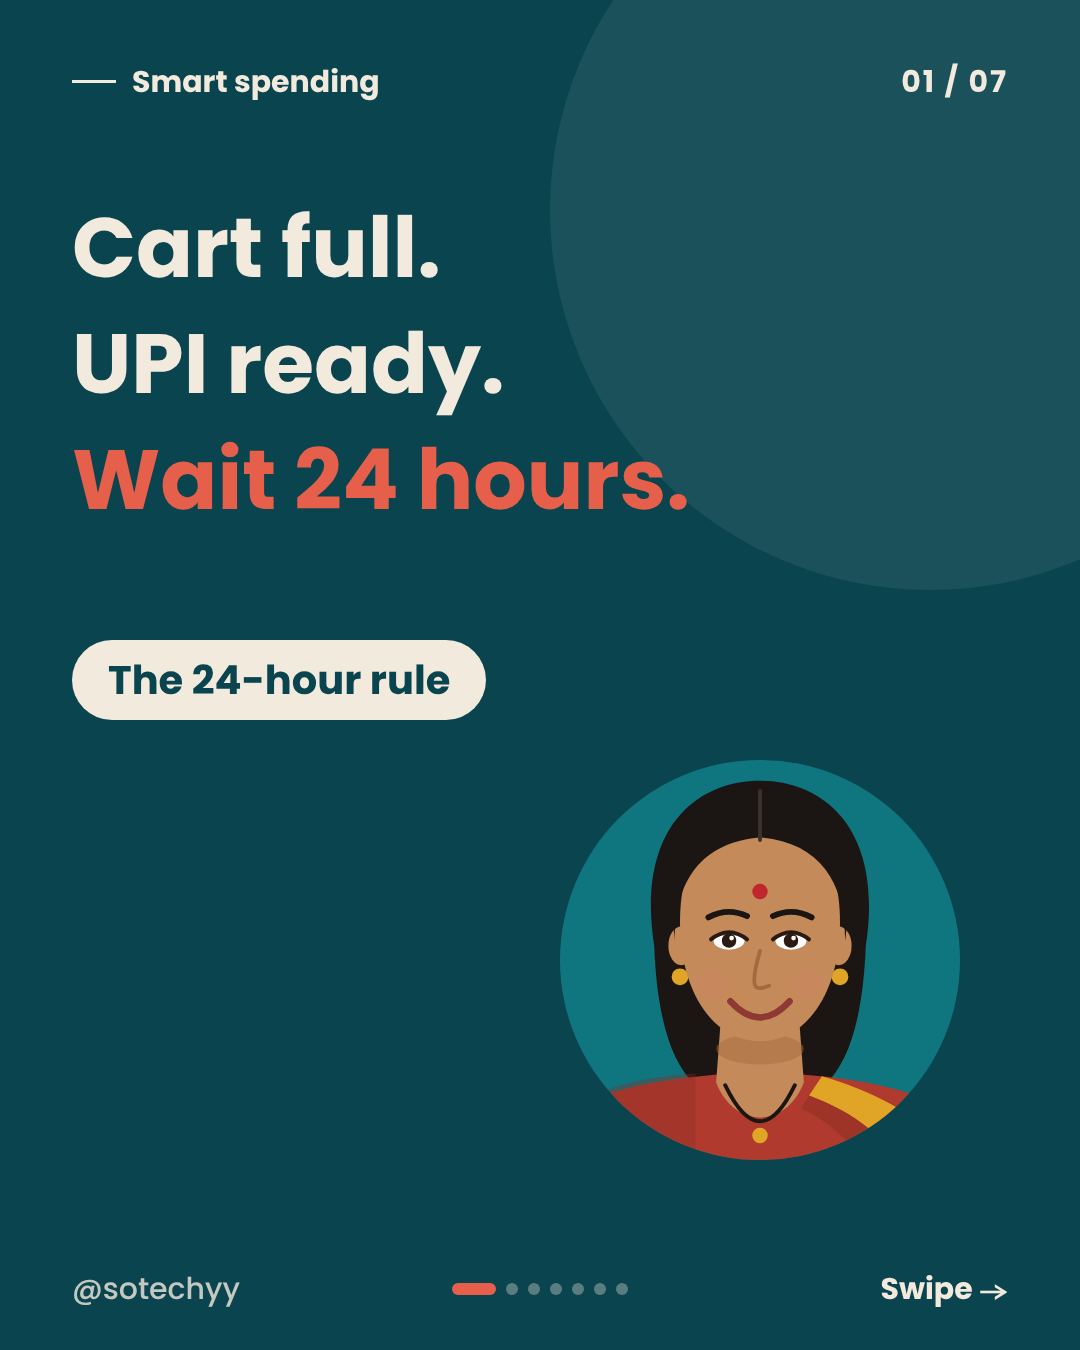 Smart spending
01 / 07
Cart full.
UPI ready.
Wait 24 hours.
The 24-hour rule
@sotechyy
Swipe →